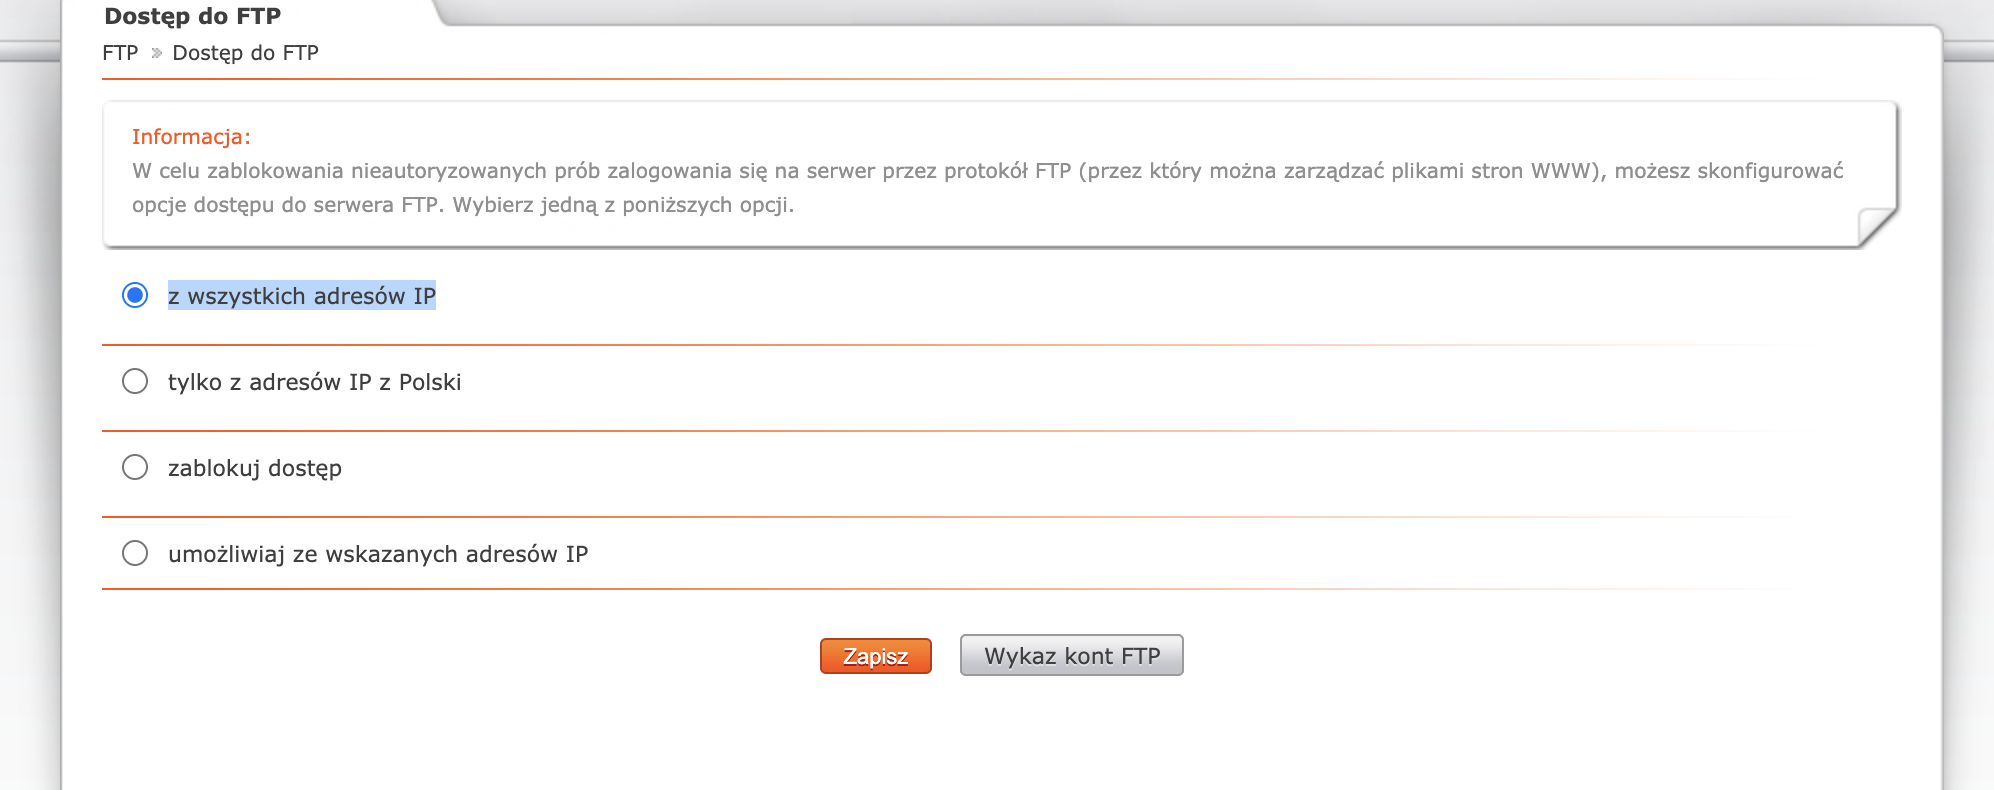 Dostęp do FTP
FTP » Dostęp do FTP
Informacja:
W celu zablokowania nieautoryzowanych prób zalogowania się na serwer przez protokół FTP (przez który można zarządzać plikami stron WWW), możesz skonfigurować
opcje dostępu do serwera FTP. Wybierz jedną z poniższych opcji.
z wszystkich adresów IP
tylko z adresów IP z Polski
zablokuj dostęp
umożliwiaj ze wskazanych adresów IP
Zapisz Wykaz kont FTP